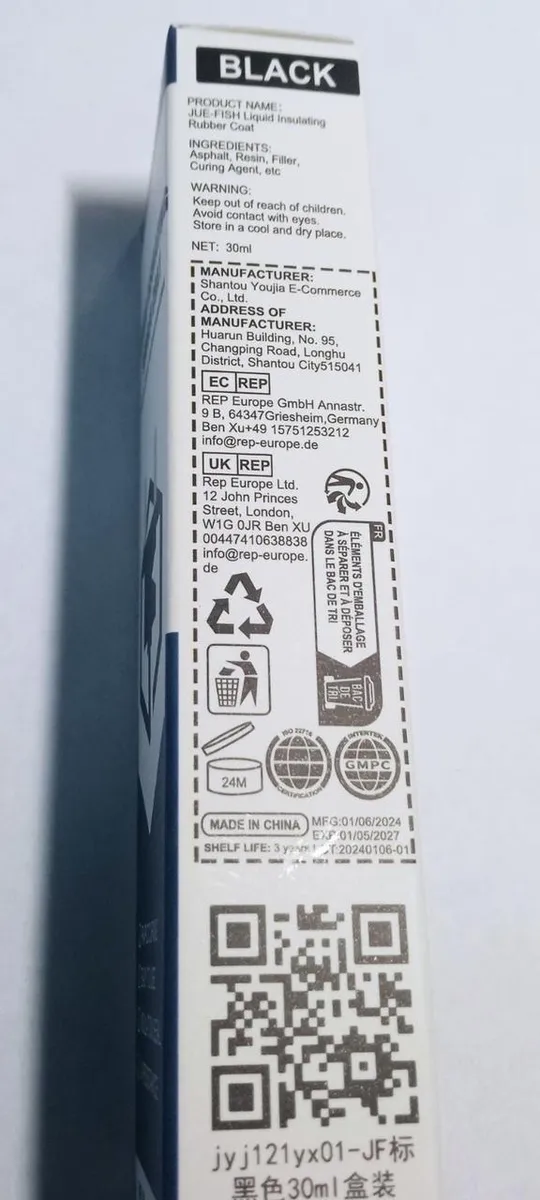 BLACK
PRODUCT NAME:
JUE-FISH Liquid Insulating
Rubber Coat
INGREDIENTS:
Asphalt, Resin, Filler,
Curing Agent, etc
WARNING:
Keep out of reach of children.
Avoid contact with eyes.
Store in a cool and dry place.
NET: 30ml
MANUFACTURER:
Shantou Youjia E-Commerce
Co., Ltd.
ADDRESS OF
MANUFACTURER:
Huarun Building, No. 95,
Changping Road, Longhu
District, Shantou City515041
EC REP
REP Europe GmbH Annastr.
9 B, 64347Griesheim,Germany
Ben Xu+49 15751253212
info@rep-europe.de
UK REP
Rep Europe Ltd.
12 John Princes
Street, London,
W1G 0JR Ben XU
00447410638838
info@rep-europe.
de
FR
ÉLÉMENTS D'EMBALLAGE
À SÉPARER ET À DÉPOSER
DANS LE BAC DE TRI
BAC
DE
TRI
24M
ISO 22716
CERTIFICATION
INTERTEK
GMPC
MADE IN CHINA
MFG:01/06/2024
EXP:01/05/2027
SHELF LIFE: 3 years LOT:20240106-01
jyj121yx01-JF标
黑色30ml盒装